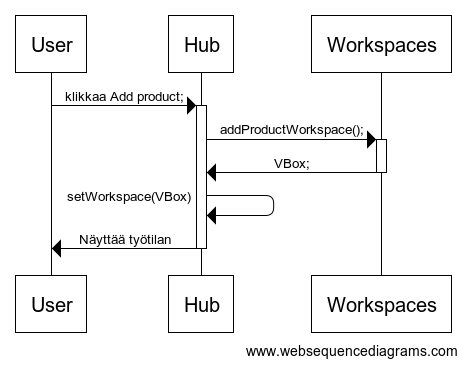 User
Hub
Workspaces
klikkaa Add product;
addProductWorkspace();
VBox;
setWorkspace(VBox)
Näyttää työtilan
User
Hub
Workspaces
www.websequencediagrams.com